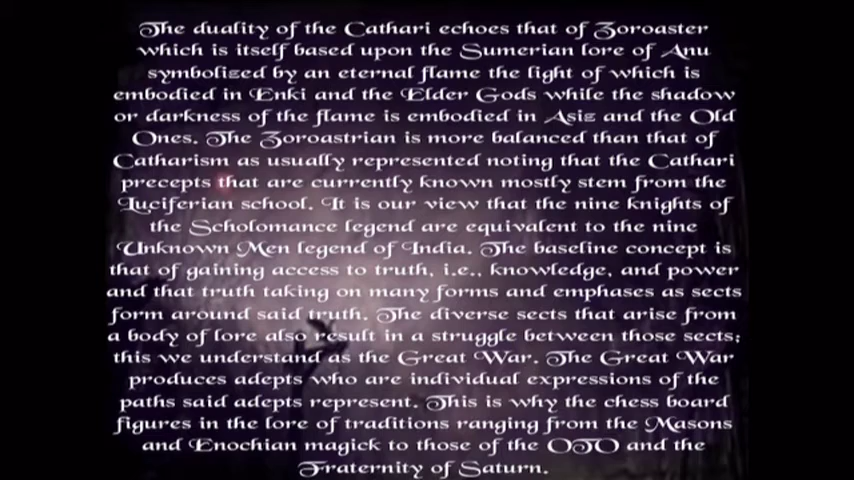 The duality of the Cathari echoes that of Zoroaster
which is itself based upon the Sumerian lore of Anu
symbolized by an eternal flame the light of which is
embodied in Enki and the Elder Gods while the shadow
or darkness of the flame is embodied in Asiz and the Old
Ones. The Zoroastrian is more balanced than that of
Catharism as usually represented noting that the Cathari
precepts that are currently known mostly stem from the
Luciferian school. It is our view that the nine knights of
the Scholomance legend are equivalent to the nine
Unknown Men legend of India. The baseline concept is
that of gaining access to truth, i.e., knowledge, and power
and that truth taking on many forms and emphases as sects
form around said truth. The diverse sects that arise from
a body of lore also result in a struggle between those sects;
this we understand as the Great War. The Great War
produces adepts who are individual expressions of the
paths said adepts represent. This is why the chess board
figures in the lore of traditions ranging from the Masons
and Enochian magick to those of the OTO and the
Fraternity of Saturn.